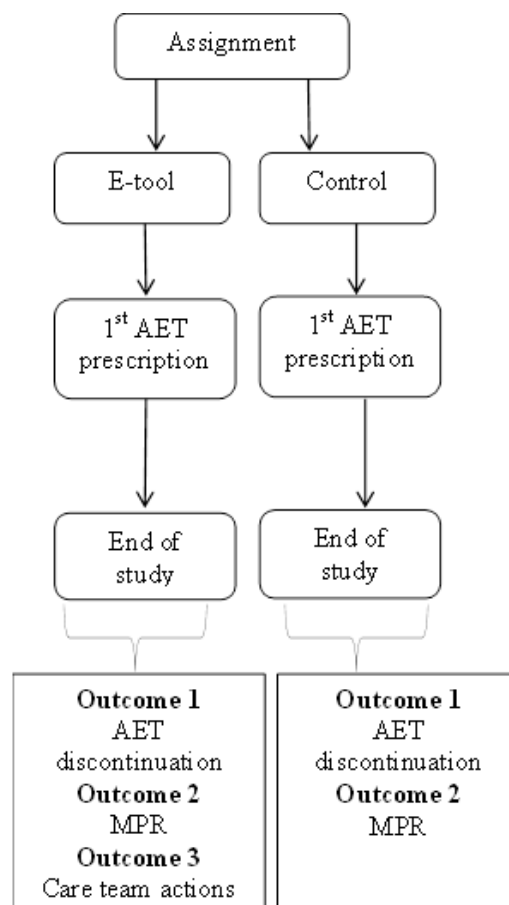 Assignment
E-tool
Control
1st AET
prescription
1st AET
prescription
End of
study
End of
study
Outcome 1
AET
discontinuation
Outcome 2
MPR
Outcome 3
Care team actions
Outcome 1
AET
discontinuation
Outcome 2
MPR